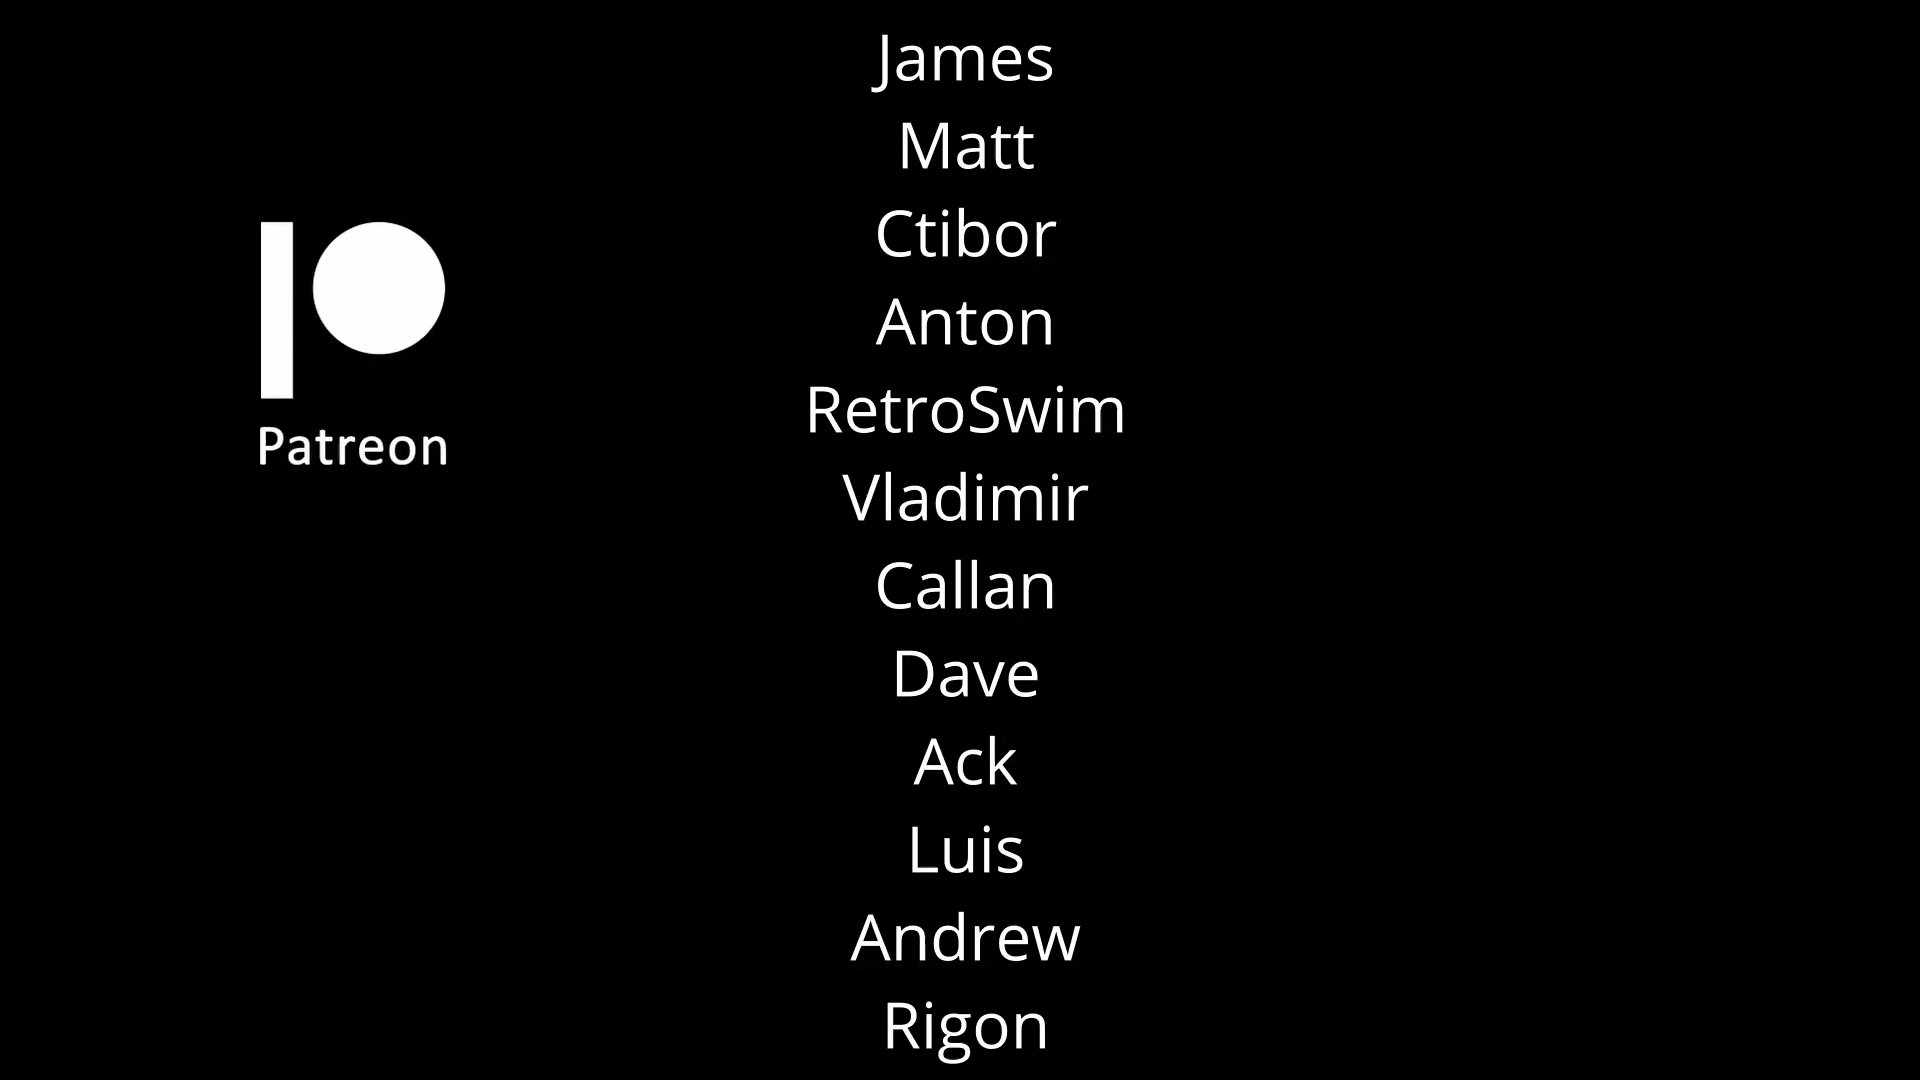 Patreon
James
Matt
Ctibor
Anton
RetroSwim
Vladimir
Callan
Dave
Ack
Luis
Andrew
Rigon